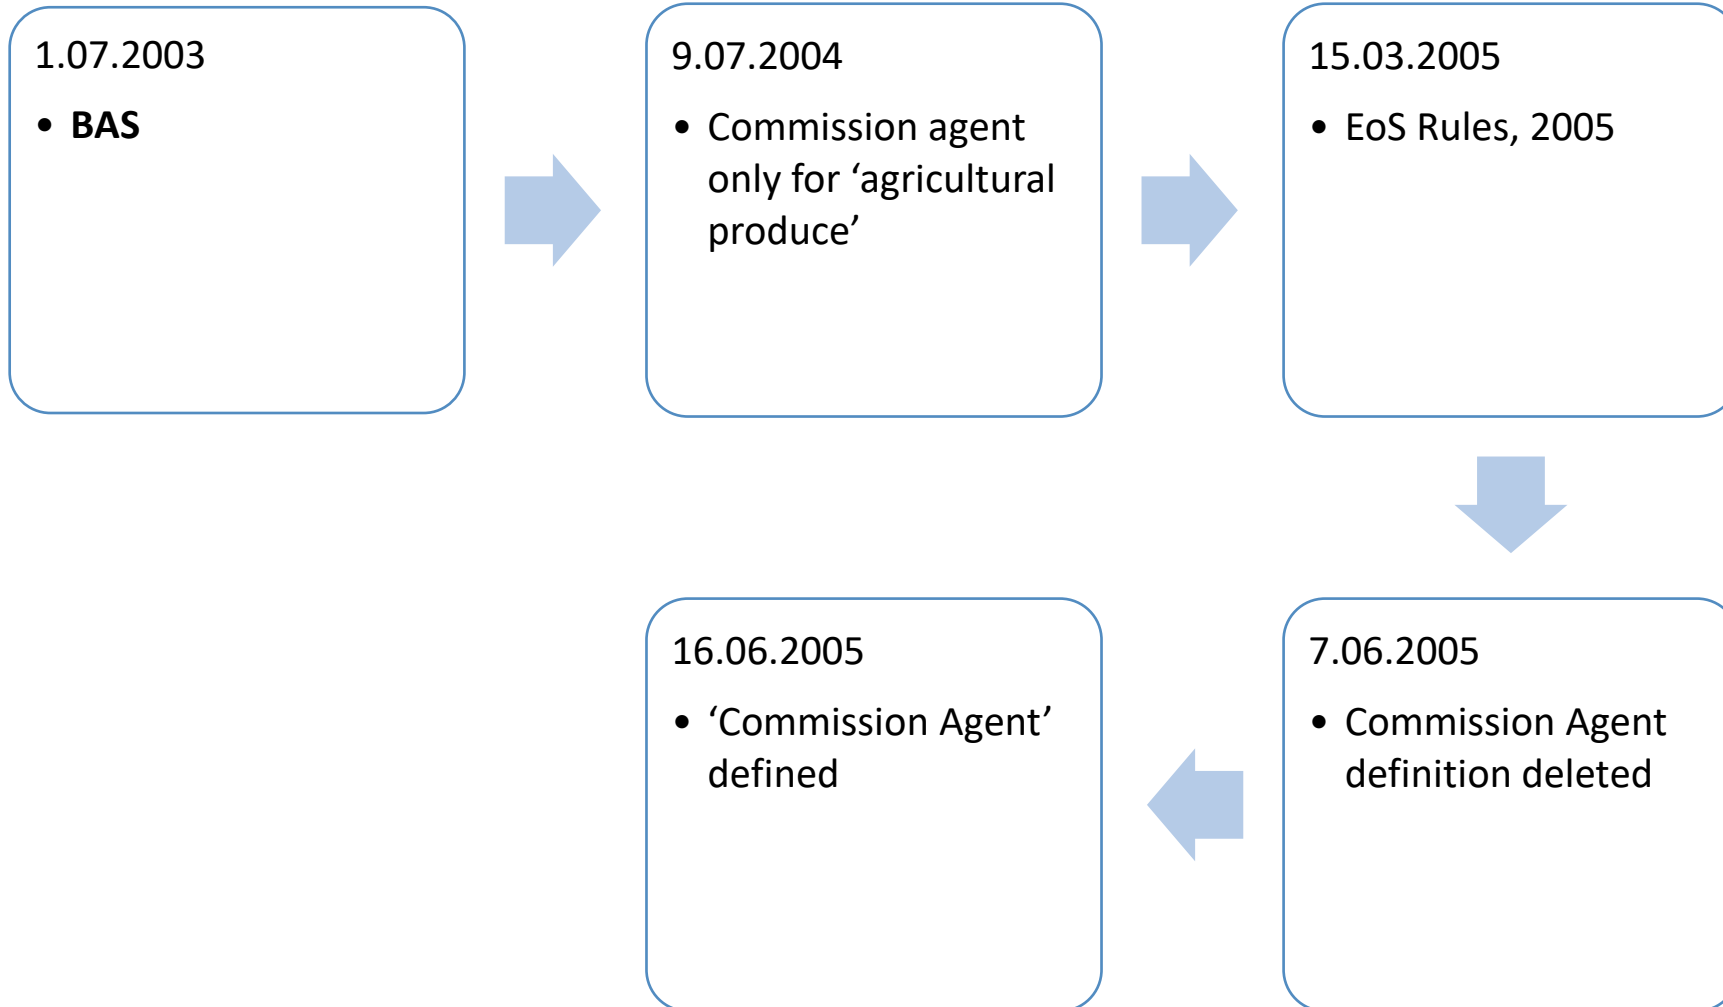 1.07.2003
• BAS
9.07.2004
• Commission agent
only for ‘agricultural
produce’
15.03.2005
• EoS Rules, 2005
7.06.2005
• Commission Agent
definition deleted
16.06.2005
• ‘Commission Agent’
defined